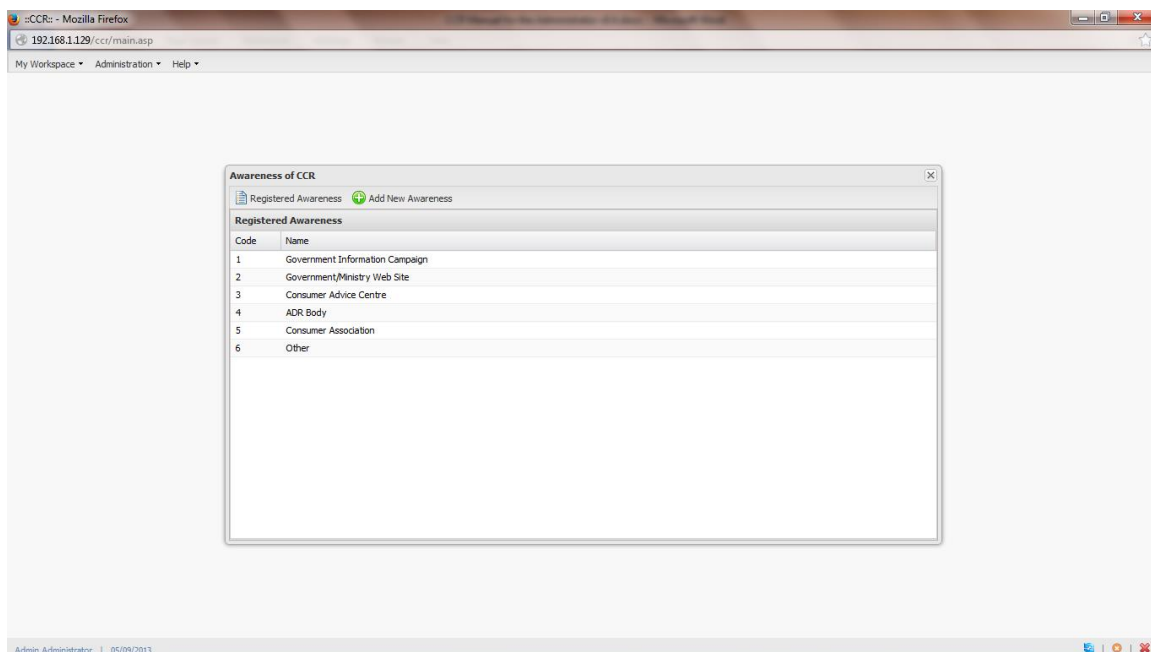 ::CCR:: - Mozilla Firefox
192.168.1.129/ccr/main.asp
My Workspace Administration Help
Awareness of CCR
Registered Awareness Add New Awareness
Registered Awareness
Code Name
1 Government Information Campaign
2 Government/Ministry Web Site
3 Consumer Advice Centre
4 ADR Body
5 Consumer Association
6 Other
Admin Administrator | 05/09/2013